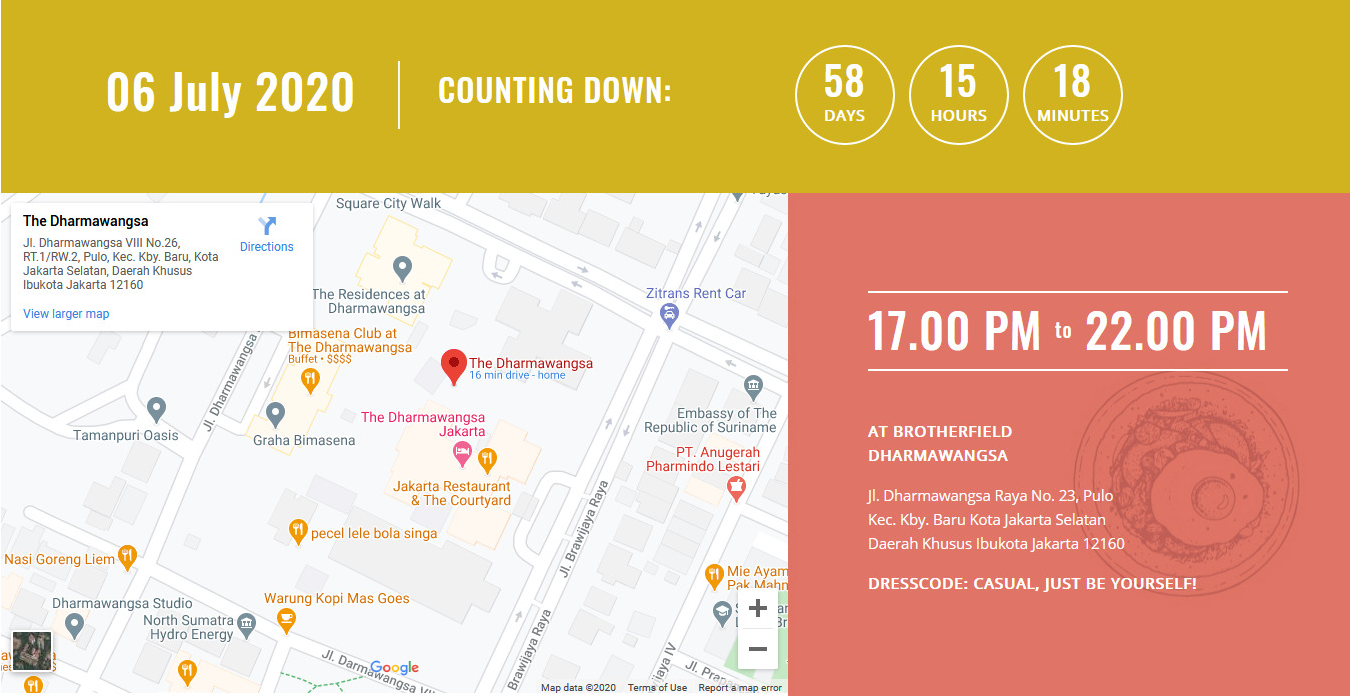 06 July 2020
COUNTING DOWN:
58
DAYS
15
HOURS
18
MINUTES
The Dharmawangsa
Jl. Dharmawangsa VIII No.26,
RT.1/RW.2, Pulo, Kec. Kby. Baru, Kota
Jakarta Selatan, Daerah Khusus
Ibukota Jakarta 12160
View larger map
Directions
Square City Walk
The Residences at
Dharmawangsa
Zitrans Rent Car
Bimasena Club at
The Dharmawangsa
Buffet • $$$$
The Dharmawangsa
16 min drive - home
Jl. Dharmawangsa
Tamanpuri Oasis
Graha Bimasena
The Dharmawangsa
Jakarta
Embassy of The
Republic of Suriname
PT. Anugerah
Pharmindo Lestari
Jakarta Restaurant
& The Courtyard
pecel lele bola singa
Jl. Brawijaya Raya
Nasi Goreng Liem
Mie Ayam
Pak Mahm
Warung Kopi Mas Goes
Dharmawangsa Studio
North Sumatra
Hydro Energy
Brawijaya Raya
Jl. Darmawangsa VII
jaya IV
Jl. Prapa
Google
Map data ©2020
Terms of Use
Report a map error
17.00 PM to 22.00 PM
AT BROTHERFIELD
DHARMAWANGSA
Jl. Dharmawangsa Raya No. 23, Pulo
Kec. Kby. Baru Kota Jakarta Selatan
Daerah Khusus Ibukota Jakarta 12160
DRESSCODE: CASUAL, JUST BE YOURSELF!